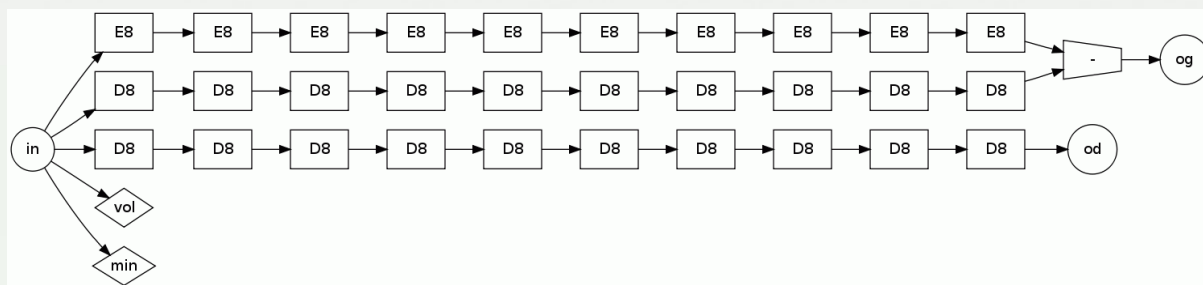 E8 E8 E8 E8 E8 E8 E8 E8 E8 E8
- og
D8 D8 D8 D8 D8 D8 D8 D8 D8 D8
in D8 D8 D8 D8 D8 D8 D8 D8 D8 D8 od
vol
min